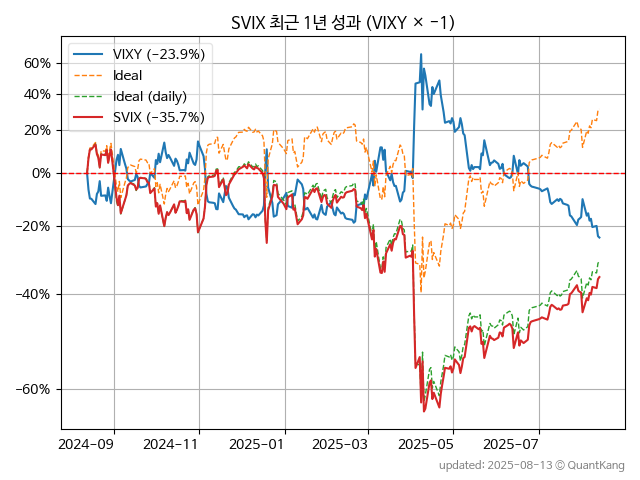 SVIX 최근 1년 성과 (VIXY × −1)
VIXY (−23.9%)
Ideal
Ideal (daily)
SVIX (−35.7%)
60%
40%
20%
0%
−20%
−40%
−60%
2024−09 2024−11 2025−01 2025−03 2025−05 2025−07
updated: 2025−08−13 © QuantKang